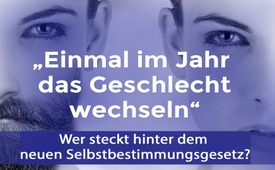 „Einmal im Jahr
das Geschlecht
wechseln“
Wer steckt hinter dem
neuen Selbstbestimmungsgesetz?